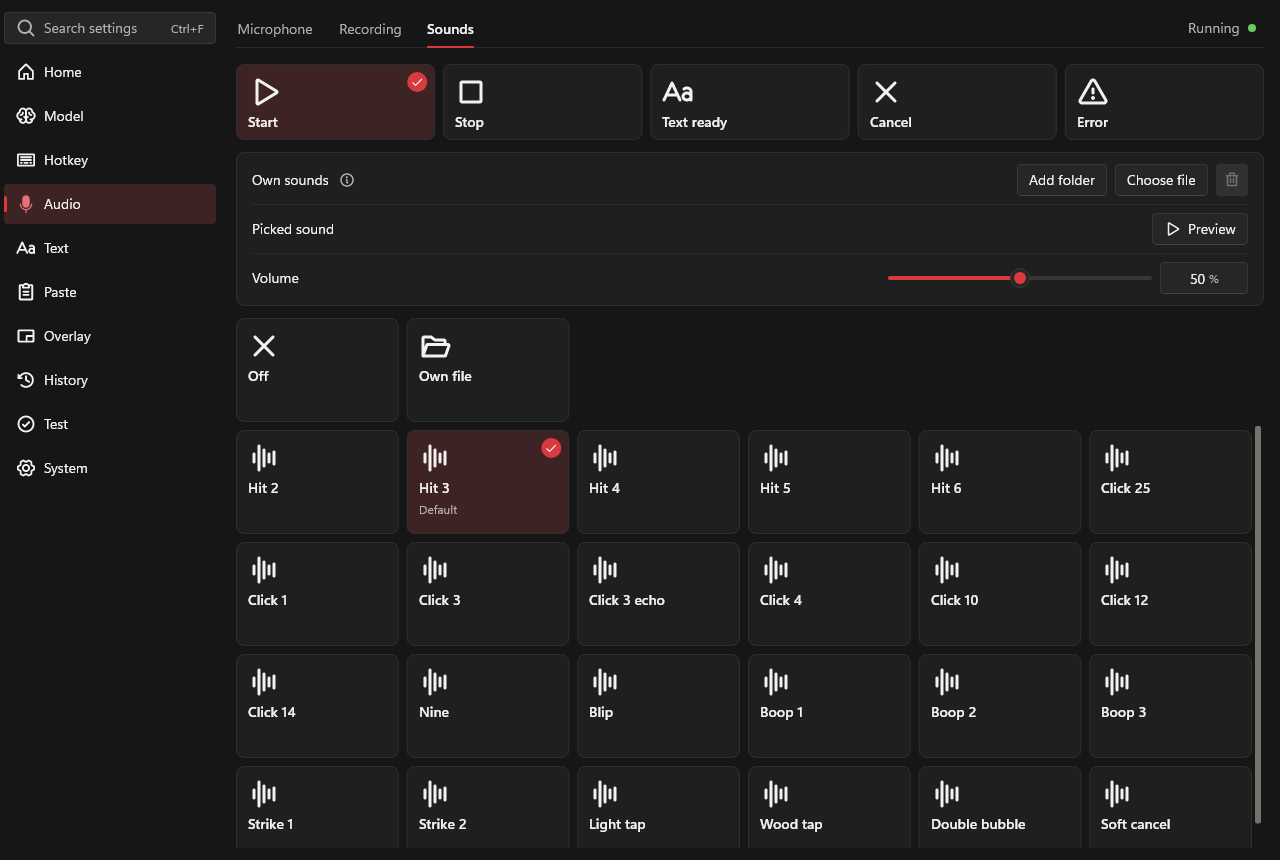 Search settings Ctrl+F
Microphone Recording Sounds Running
Home
Model
Hotkey
Audio
Text
Paste
Overlay
History
Test
System
Start Stop Text ready Cancel Error
Own sounds Add folder Choose file
Picked sound Preview
Volume 50 %
Off Own file
Hit 2 Hit 3 Hit 4 Hit 5 Hit 6 Click 25
Default
Click 1 Click 3 Click 3 echo Click 4 Click 10 Click 12
Click 14 Nine Blip Boop 1 Boop 2 Boop 3
Strike 1 Strike 2 Light tap Wood tap Double bubble Soft cancel